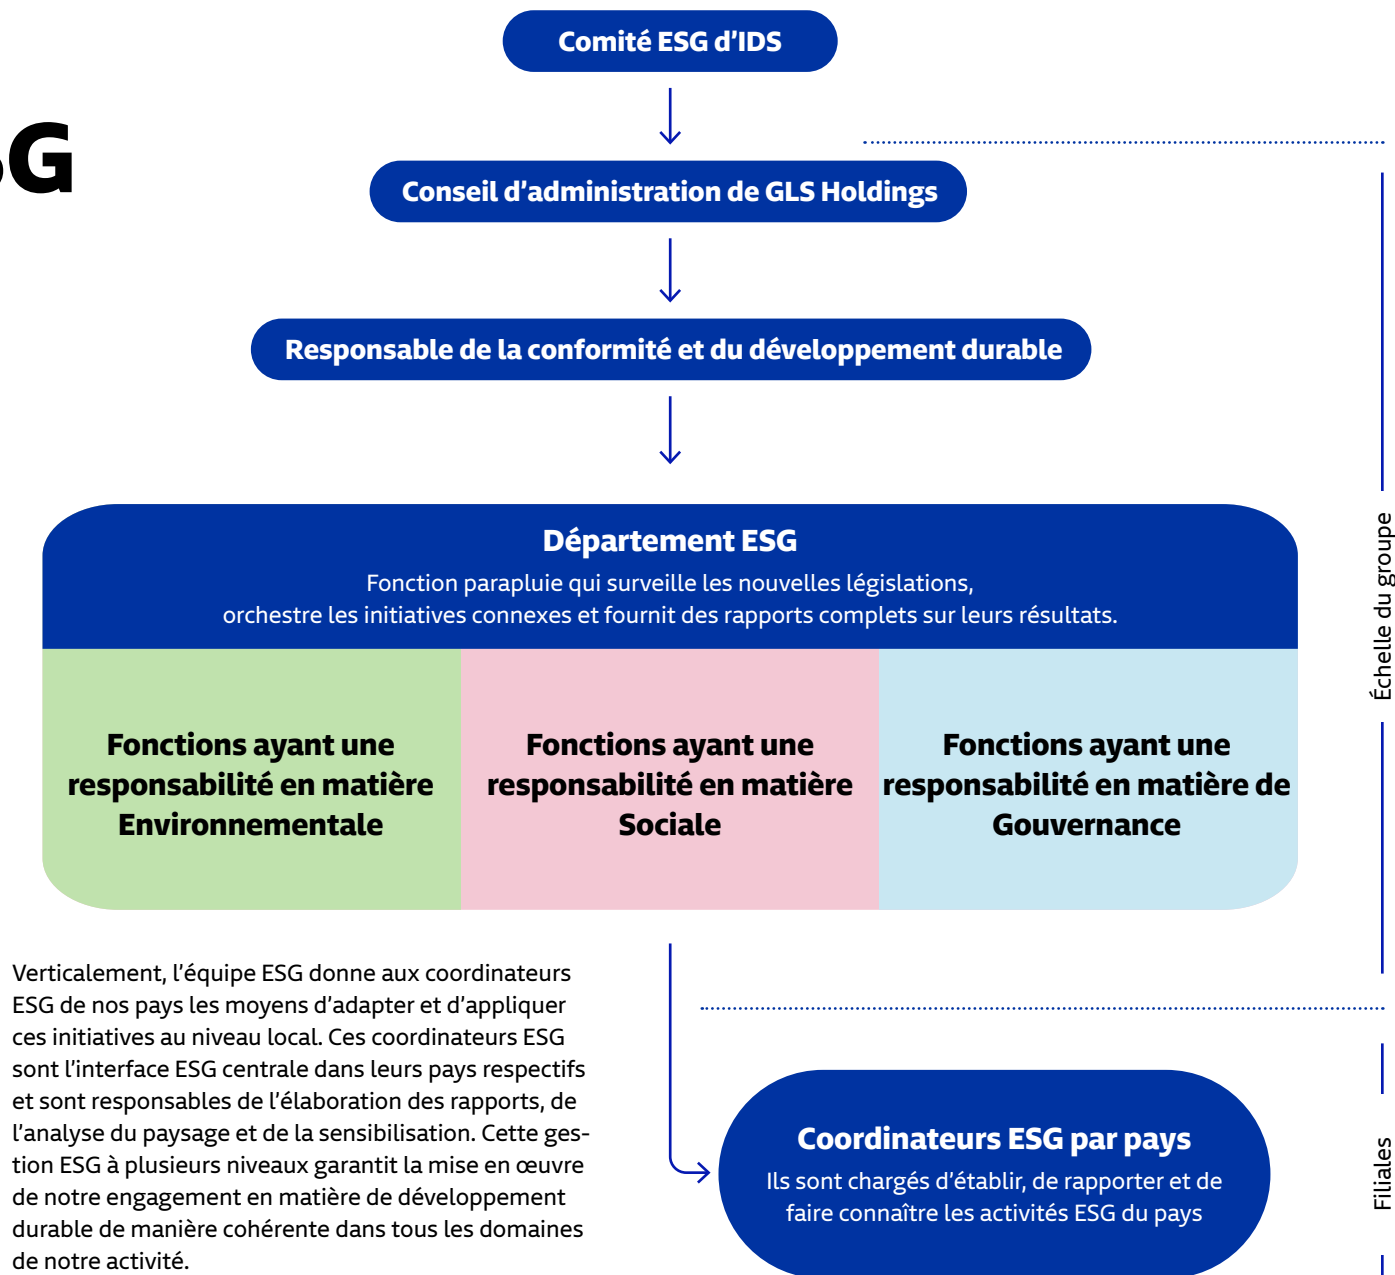 Comité ESG d’IDS
Conseil d’administration de GLS Holdings
Responsable de la conformité et du développement durable
Département ESG
Fonction parapluie qui surveille les nouvelles législations,
orchestre les initiatives connexes et fournit des rapports complets sur leurs résultats.
Fonctions ayant une
responsabilité en matière
Environnementale
Fonctions ayant une
responsabilité en matière
Sociale
Fonctions ayant une
responsabilité en matière de
Gouvernance
Échelle du groupe
Verticalement, l’équipe ESG donne aux coordinateurs
ESG de nos pays les moyens d’adapter et d’appliquer
ces initiatives au niveau local. Ces coordinateurs ESG
sont l’interface ESG centrale dans leurs pays respectifs
et sont responsables de l’élaboration des rapports, de
l’analyse du paysage et de la sensibilisation. Cette ges-
tion ESG à plusieurs niveaux garantit la mise en œuvre
de notre engagement en matière de développement
durable de manière cohérente dans tous les domaines
de notre activité.
Coordinateurs ESG par pays
Ils sont chargés d’établir, de rapporter et de
faire connaître les activités ESG du pays
Filiales